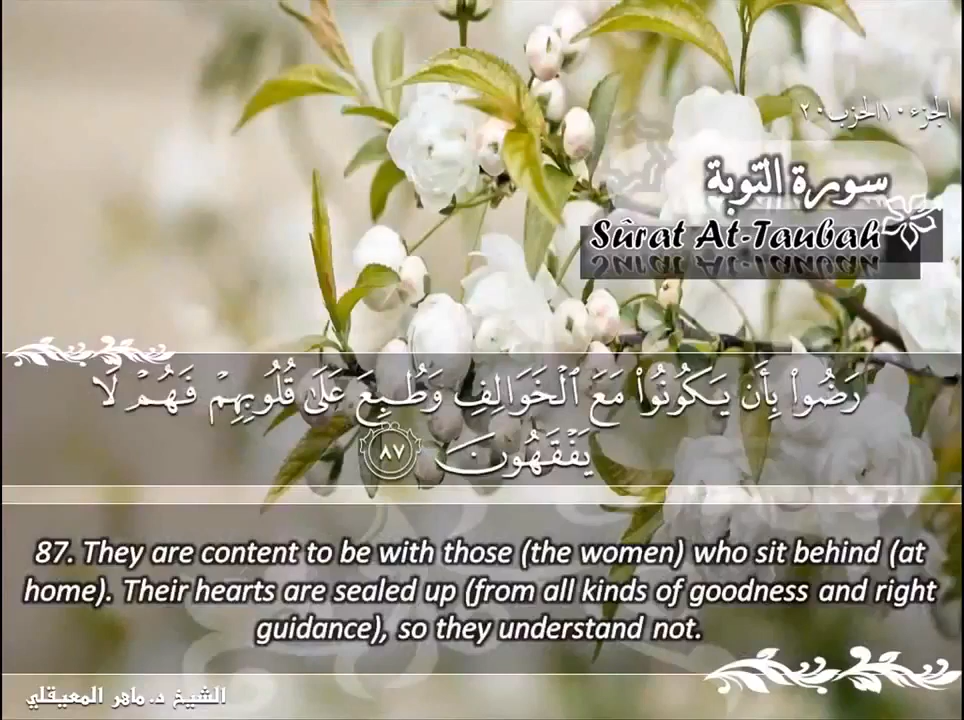 الجزء ١٠ الحزب ٢٠
سورة التوبة
Sûrat At-Taubah
رَضُوا۟ بِأَن يَكُونُوا۟ مَعَ ٱلْخَوَالِفِ وَطُبِعَ عَلَىٰ قُلُوبِهِمْ فَهُمْ لَا
يَفْقَهُونَ ٨٧
87. They are content to be with those (the women) who sit behind (at
home). Their hearts are sealed up (from all kinds of goodness and right
guidance), so they understand not.
الشيخ د. ماهر المعيقلي